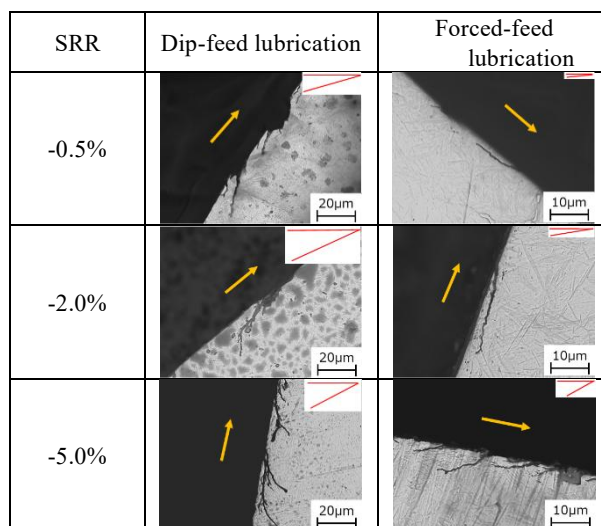 SRR
Dip-feed lubrication
Forced-feed
lubrication
-0.5%
20μm
10μm
-2.0%
20μm
10μm
-5.0%
20μm
10μm